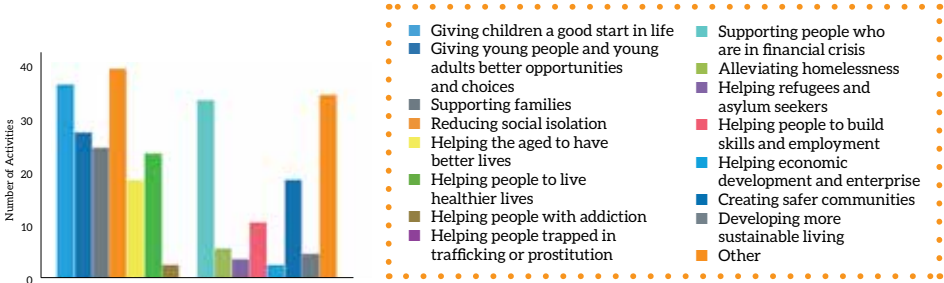 Number of Activities
40
30
20
10
0
Giving children a good start in life
Giving young people and young
adults better opportunities
and choices
Supporting families
Reducing social isolation
Helping the aged to have
better lives
Helping people to live
healthier lives
Helping people with addiction
Helping people trapped in
trafficking or prostitution
Supporting people who
are in financial crisis
Alleviating homelessness
Helping refugees and
asylum seekers
Helping people to build
skills and employment
Helping economic
development and enterprise
Creating safer communities
Developing more
sustainable living
Other